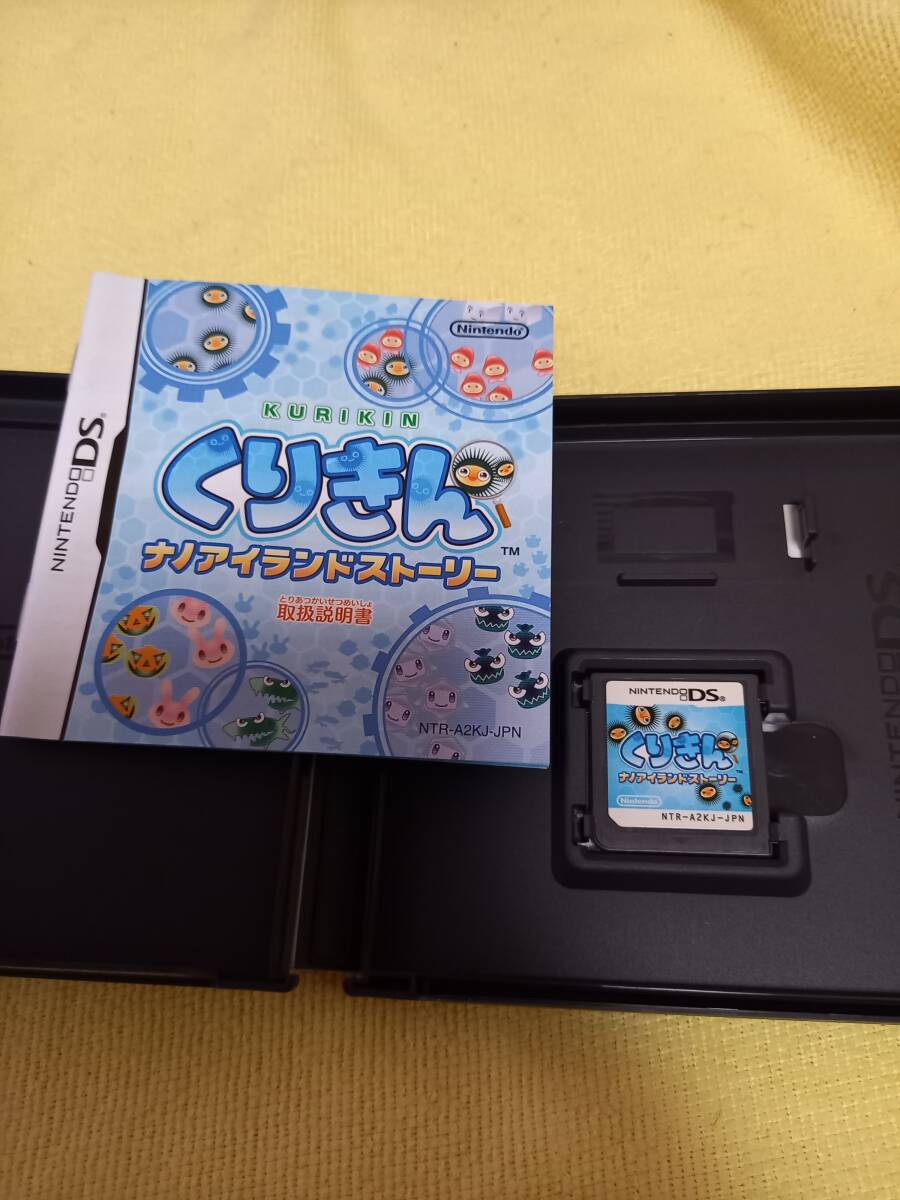 NINTENDO DS®
Nintendo
KURIKIN
くりきん
™
ナノアイランドストーリー
とりあつかいせつめいしょ
取扱説明書
NTR-A2KJ-JPN
NINTENDO DS®
くりきん
ナノアイランドストーリー™
Nintendo
NTR-A2KJ-JPN
NINTENDO DS